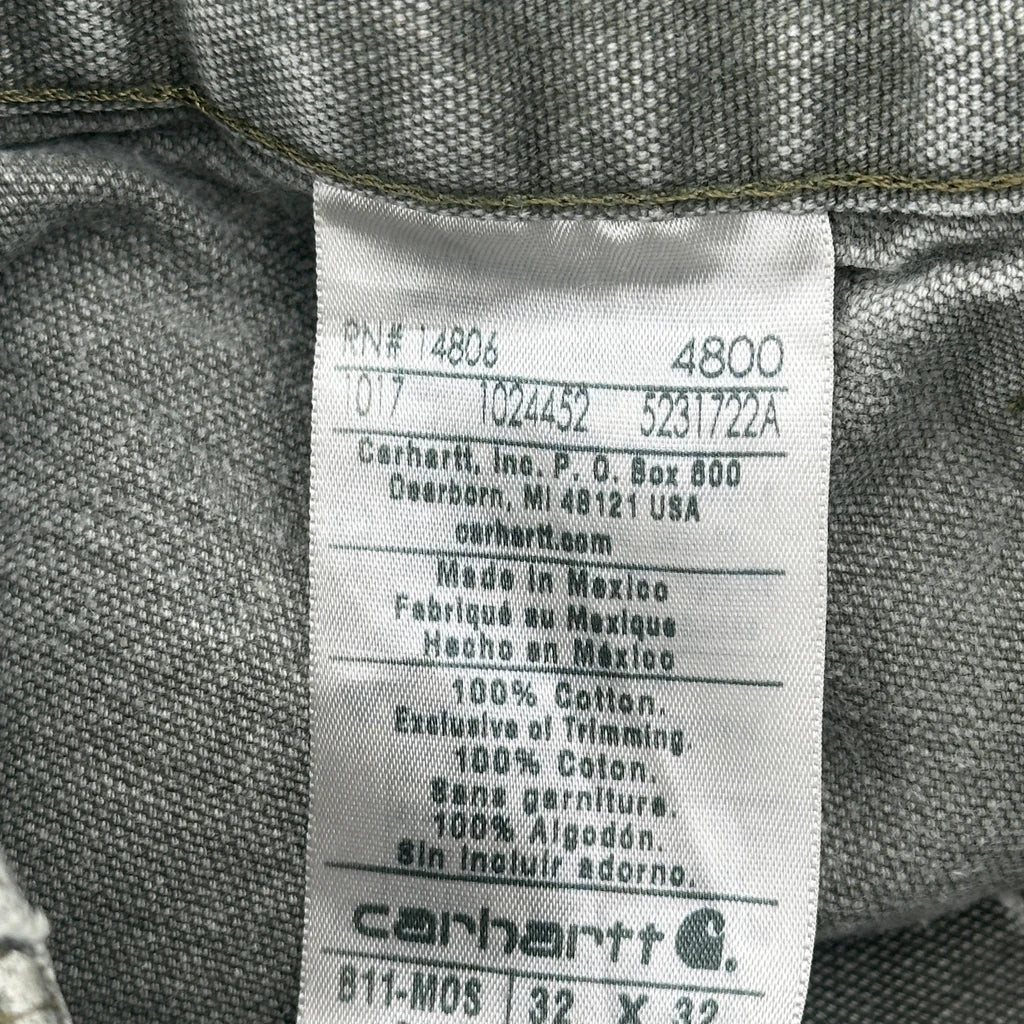 RN# 14806 4800
1017 1024452 5231722A
Carhartt, Inc. P. O. Box 600
Dearborn, MI 48121 USA
carhartt.com
Made in Mexico
Fabriqué au Mexique
Hecho en México
100% Cotton.
Exclusive of Trimming.
100% Coton.
Sans garniture.
100% Algodón.
Sin incluir adorno.
carhartt
B11-MOS 32 X 32